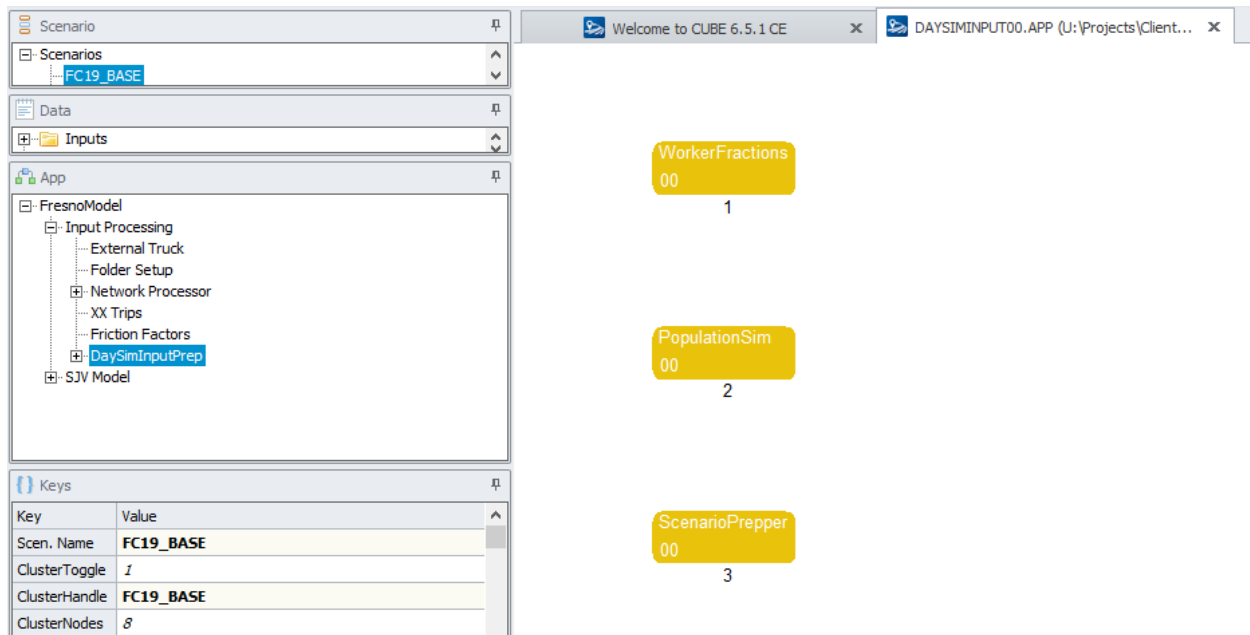 Scenario
Scenarios
FC19_BASE
Data
Inputs
App
FresnoModel
Input Processing
External Truck
Folder Setup
Network Processor
XX Trips
Friction Factors
DaySimInputPrep
SJV Model
Keys
Key Value
Scen. Name FC19_BASE
ClusterToggle 1
ClusterHandle FC19_BASE
ClusterNodes 8
Welcome to CUBE 6.5.1 CE
DAYSIMINPUT00.APP (U:\Projects\Client...
WorkerFractions
00
1
PopulationSim
00
2
ScenarioPrepper
00
3